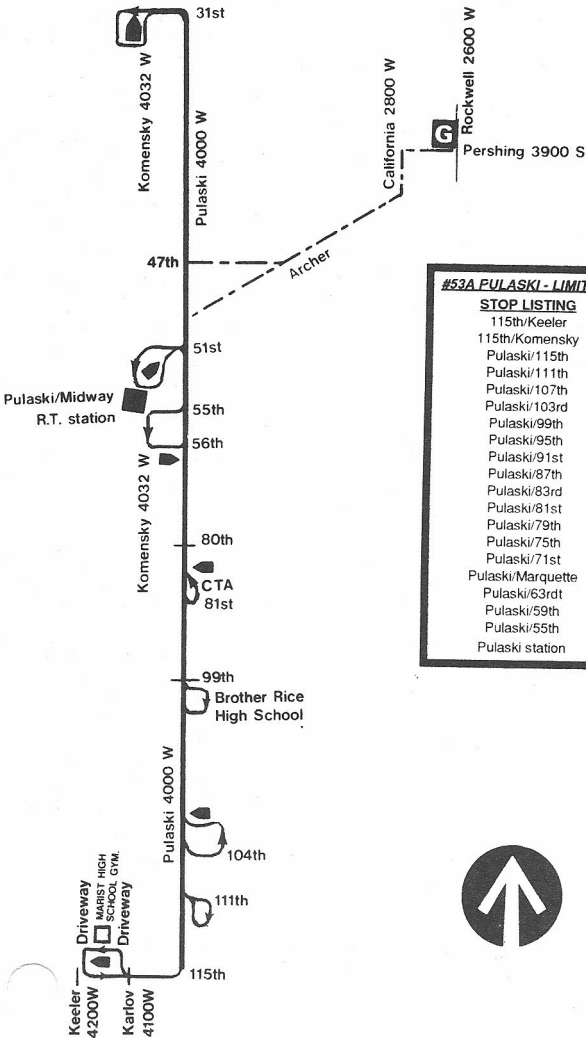 31st
Komensky 4032 W
Pulaski 4000 W
California 2800 W
Rockwell 2600 W
G
Pershing 3900 S
47th
Archer
51st
Pulaski/Midway
R.T. station
55th
56th
Komensky 4032 W
80th
CTA
81st
99th
Brother Rice
High School
Pulaski 4000 W
104th
111th
Driveway
MARIST HIGH
SCHOOL GYM.
Driveway
115th
Keeler
4200W
Karlov
4100W
#53A PULASKI - LIMIT
STOP LISTING
115th/Keeler
115th/Komensky
Pulaski/115th
Pulaski/111th
Pulaski/107th
Pulaski/103rd
Pulaski/99th
Pulaski/95th
Pulaski/91st
Pulaski/87th
Pulaski/83rd
Pulaski/81st
Pulaski/79th
Pulaski/75th
Pulaski/71st
Pulaski/Marquette
Pulaski/63rdt
Pulaski/59th
Pulaski/55th
Pulaski station